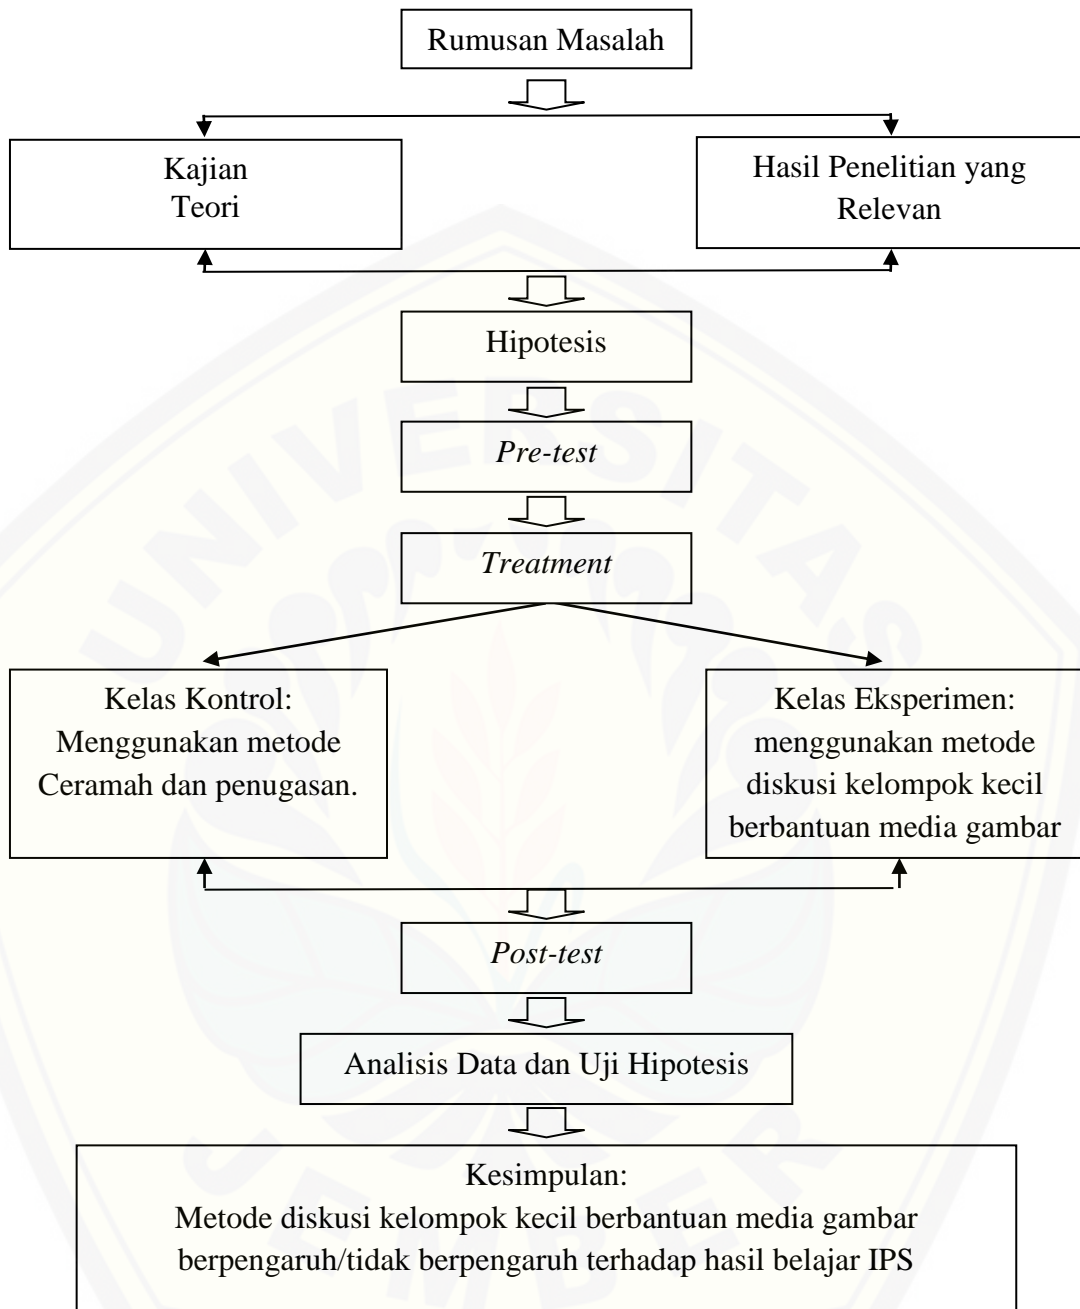 Rumusan Masalah
Kajian
Teori
Hasil Penelitian yang
Relevan
Hipotesis
Pre-test
Treatment
Kelas Kontrol:
Menggunakan metode
Ceramah dan penugasan.
Kelas Eksperimen:
menggunakan metode
diskusi kelompok kecil
berbantuan media gambar
Post-test
Analisis Data dan Uji Hipotesis
Kesimpulan:
Metode diskusi kelompok kecil berbantuan media gambar
berpengaruh/tidak berpengaruh terhadap hasil belajar IPS
UNIVERSITAS
JEMBER